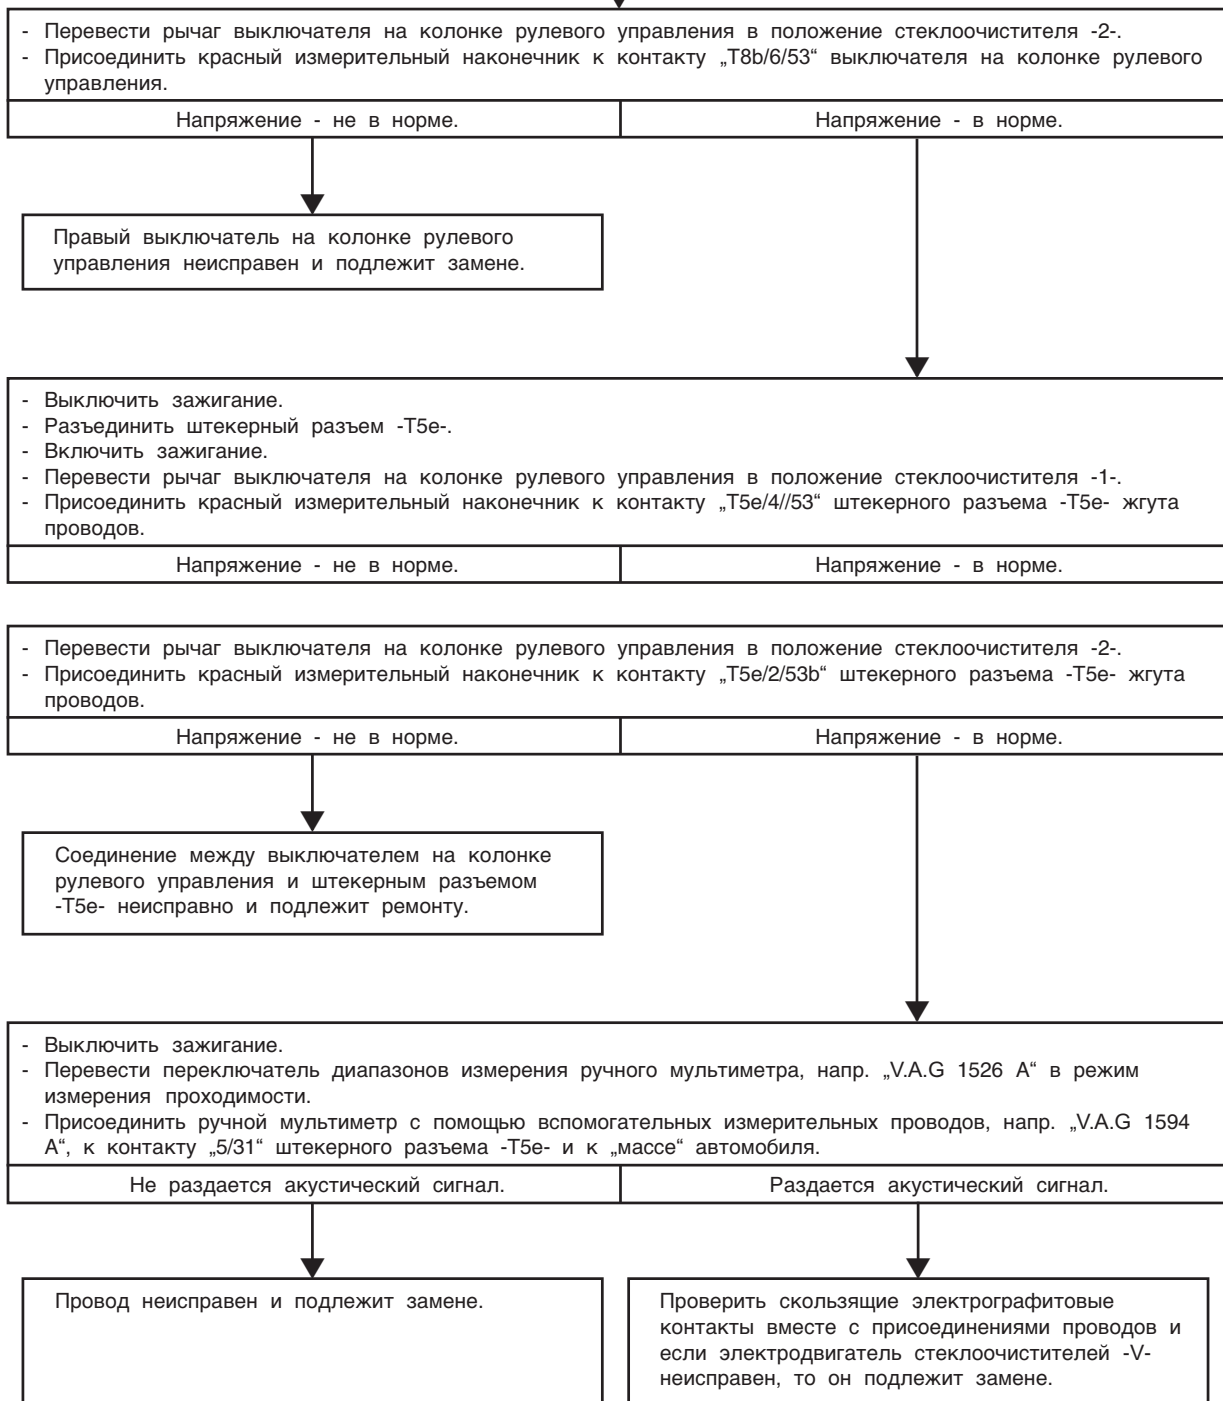 - Перевести рычаг выключателя на колонке рулевого управления в положение стеклоочистителя -2-.
- Присоединить красный измерительный наконечник к контакту „T8b/6/53“ выключателя на колонке рулевого
управления.
Напряжение - не в норме.
Напряжение - в норме.
Правый выключатель на колонке рулевого
управления неисправен и подлежит замене.
- Выключить зажигание.
- Разъединить штекерный разъем -T5e-.
- Включить зажигание.
- Перевести рычаг выключателя на колонке рулевого управления в положение стеклоочистителя -1-.
- Присоединить красный измерительный наконечник к контакту „T5e/4//53“ штекерного разъема -T5e- жгута
проводов.
Напряжение - не в норме.
Напряжение - в норме.
- Перевести рычаг выключателя на колонке рулевого управления в положение стеклоочистителя -2-.
- Присоединить красный измерительный наконечник к контакту „T5e/2/53b“ штекерного разъема -T5e- жгута
проводов.
Напряжение - не в норме.
Напряжение - в норме.
Соединение между выключателем на колонке
рулевого управления и штекерным разъемом
-T5e- неисправно и подлежит ремонту.
- Выключить зажигание.
- Перевести переключатель диапазонов измерения ручного мультиметра, напр. „V.A.G 1526 A“ в режим
измерения проходимости.
- Присоединить ручной мультиметр с помощью вспомогательных измерительных проводов, напр. „V.A.G 1594
A“, к контакту „5/31“ штекерного разъема -T5e- и к „массе“ автомобиля.
Не раздается акустический сигнал.
Раздается акустический сигнал.
Провод неисправен и подлежит замене.
Проверить скользящие электрографитовые
контакты вместе с присоединениями проводов и
если электродвигатель стеклоочистителей -V-
неисправен, то он подлежит замене.